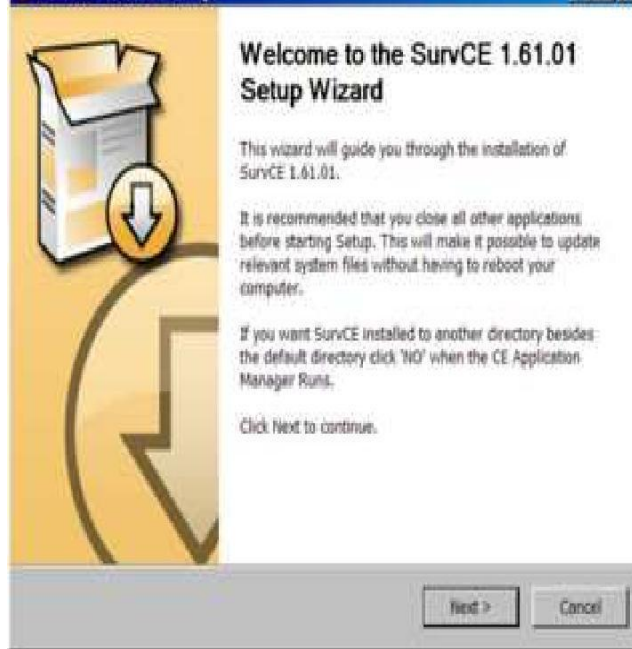 Welcome to the SurvCE 1.61.01
Setup Wizard
This wizard will guide you through the installation of
SurvCE 1.61.01.
It is recommended that you close all other applications
before starting Setup. This will make it possible to update
relevant system files without having to reboot your
computer.
If you want SurvCE installed to another directory besides
the default directory click 'NO' when the CE Application
Manager Runs.
Click Next to continue.
Next >
Cancel